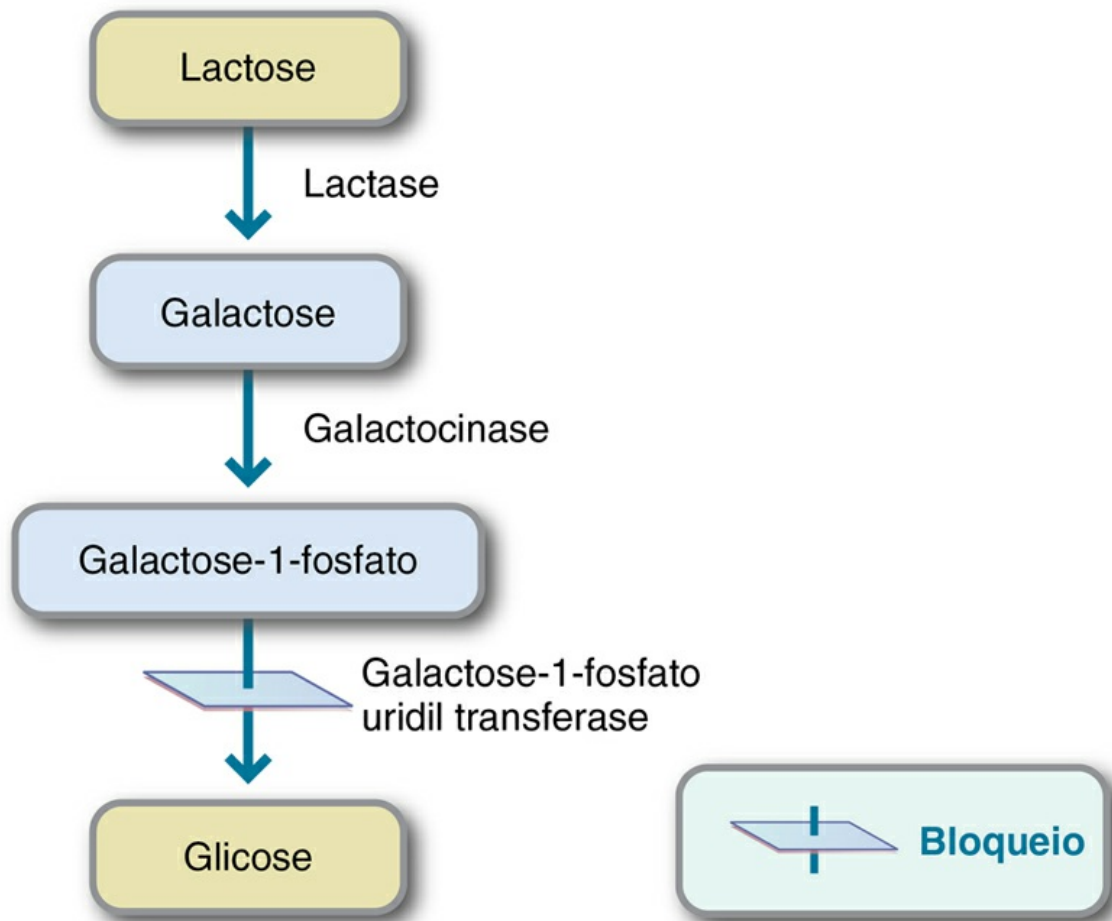 Lactose
Lactase
Galactose
Galactocinase
Galactose-1-fosfato
Galactose-1-fosfato
uridil transferase
Glicose
Bloqueio